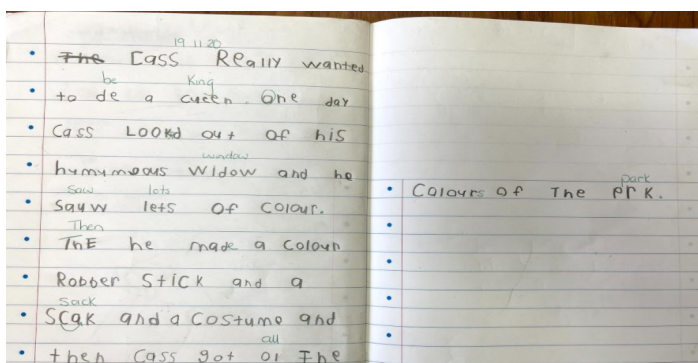 19.11.20
The Cass Really wanted
be King
to de a cueen. One day
Cass LOOKd out OF his
window
humumeous Widow and he
saw lots
Sauw lets OF Colour.
Then
ThE he made a Colour
Robber Stick and a
Sack
SCak and a Costume and
all
then Cass got ol The
park
Colours OF The PrK.